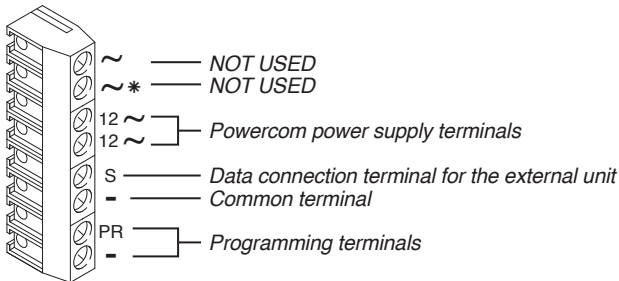 ~ NOT USED
~* NOT USED
12 ~
Powercom power supply terminals
12 ~
S Data connection terminal for the external unit
- Common terminal
PR
Programming terminals
-